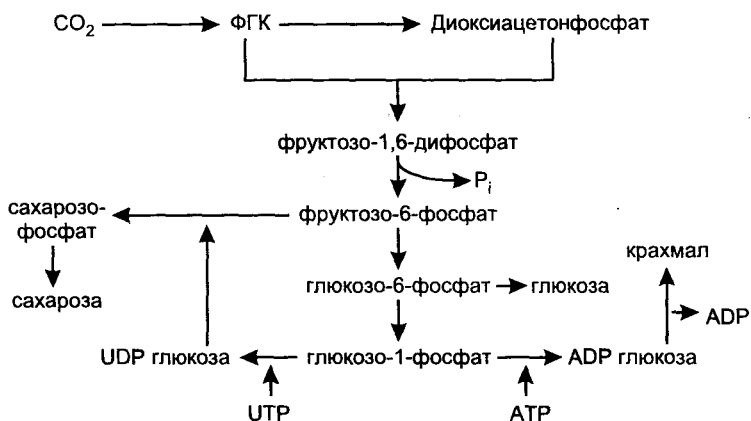 CO₂ ФГК Диоксиацетонфосфат
фруктозо-1,6-дифосфат
Pᵢ
сахарозо-
фосфат
фруктозо-6-фосфат
крахмал
сахароза
глюкозо-6-фосфат глюкоза
ADP
UDP глюкоза глюкозо-1-фосфат ADP глюкоза
UTP ATP